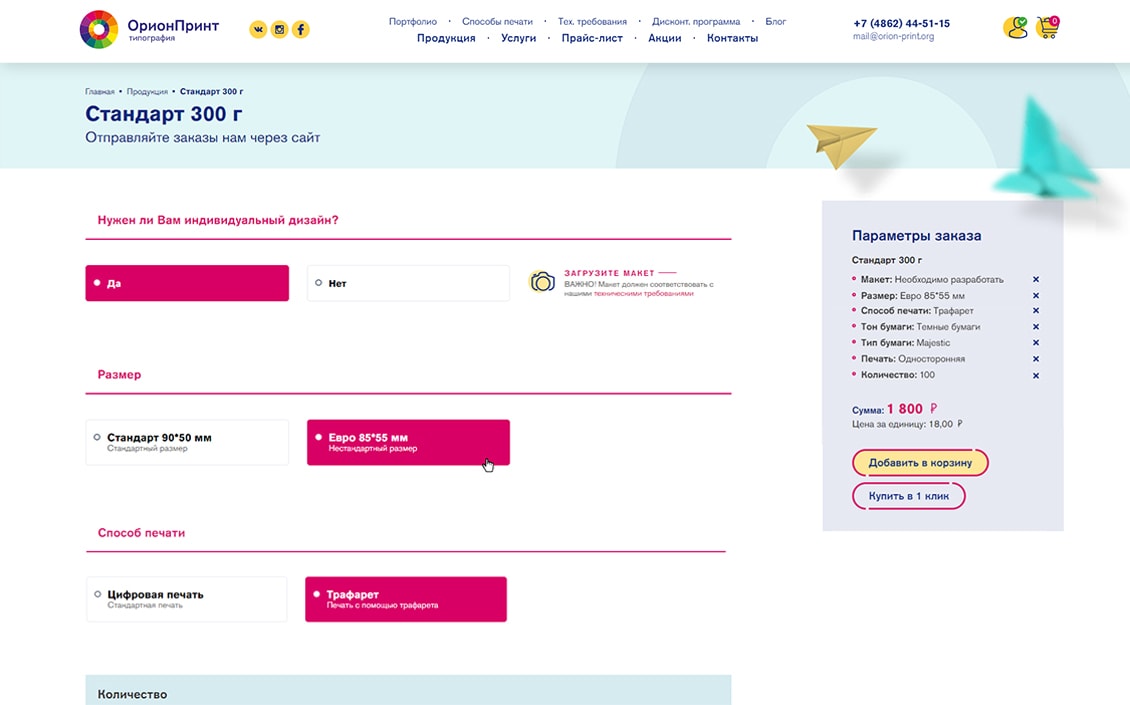 ОрионПринт
типография
Портфолио · Способы печати · Тех. требования · Дисконт. программа · Блог
Продукция · Услуги · Прайс-лист · Акции · Контакты
+7 (4862) 44-51-15
mail@orion-print.org
0
Главная • Продукция • Стандарт 300 г
Стандарт 300 г
Отправляйте заказы нам через сайт
Нужен ли Вам индивидуальный дизайн?
Да
Нет
ЗАГРУЗИТЕ МАКЕТ
ВАЖНО! Макет должен соответствовать с
нашими техническими требованиями
Размер
Стандарт 90*50 мм
Стандартный размер
Евро 85*55 мм
Нестандартный размер
Способ печати
Цифровая печать
Стандартная печать
Трафарет
Печать с помощью трафарета
Количество
Параметры заказа
Стандарт 300 г
Макет: Необходимо разработать
Размер: Евро 85*55 мм
Способ печати: Трафарет
Тон бумаги: Темные бумаги
Тип бумаги: Majestic
Печать: Односторонняя
Количество: 100
Сумма: 1 800 ₽
Цена за единицу: 18,00 ₽
Добавить в корзину
Купить в 1 клик